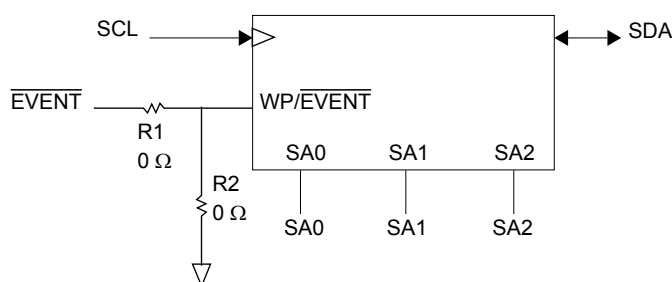 SCL
SDA
EVENT
WP/EVENT
R1
0 Ω
SA0 SA1 SA2
R2
0 Ω
SA0 SA1 SA2